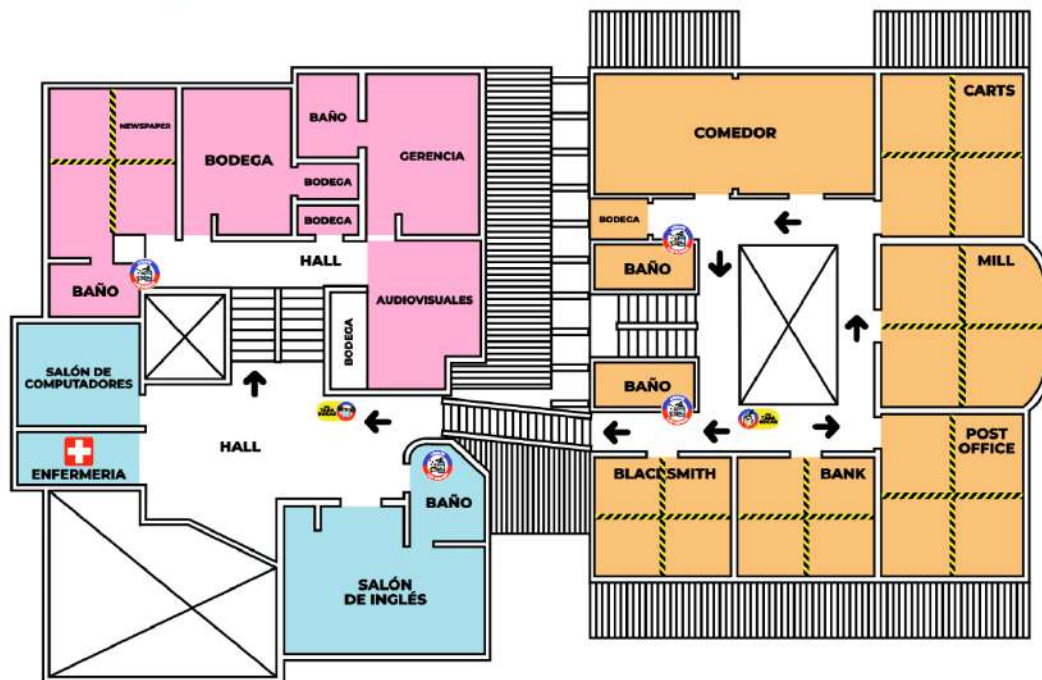 NEWSPAPER
BODEGA
BAÑO
BODEGA
BODEGA
GERENCIA
HALL
BAÑO
AUDIOVISUALES
BODEGA
SALÓN DE
COMPUTADORES
ENFERMERIA
HALL
BAÑO
SALÓN
DE INGLÉS
COMEDOR
CARTS
BODEGA
BAÑO
MILL
BAÑO
POST
OFFICE
BLACKSMITH
BANK